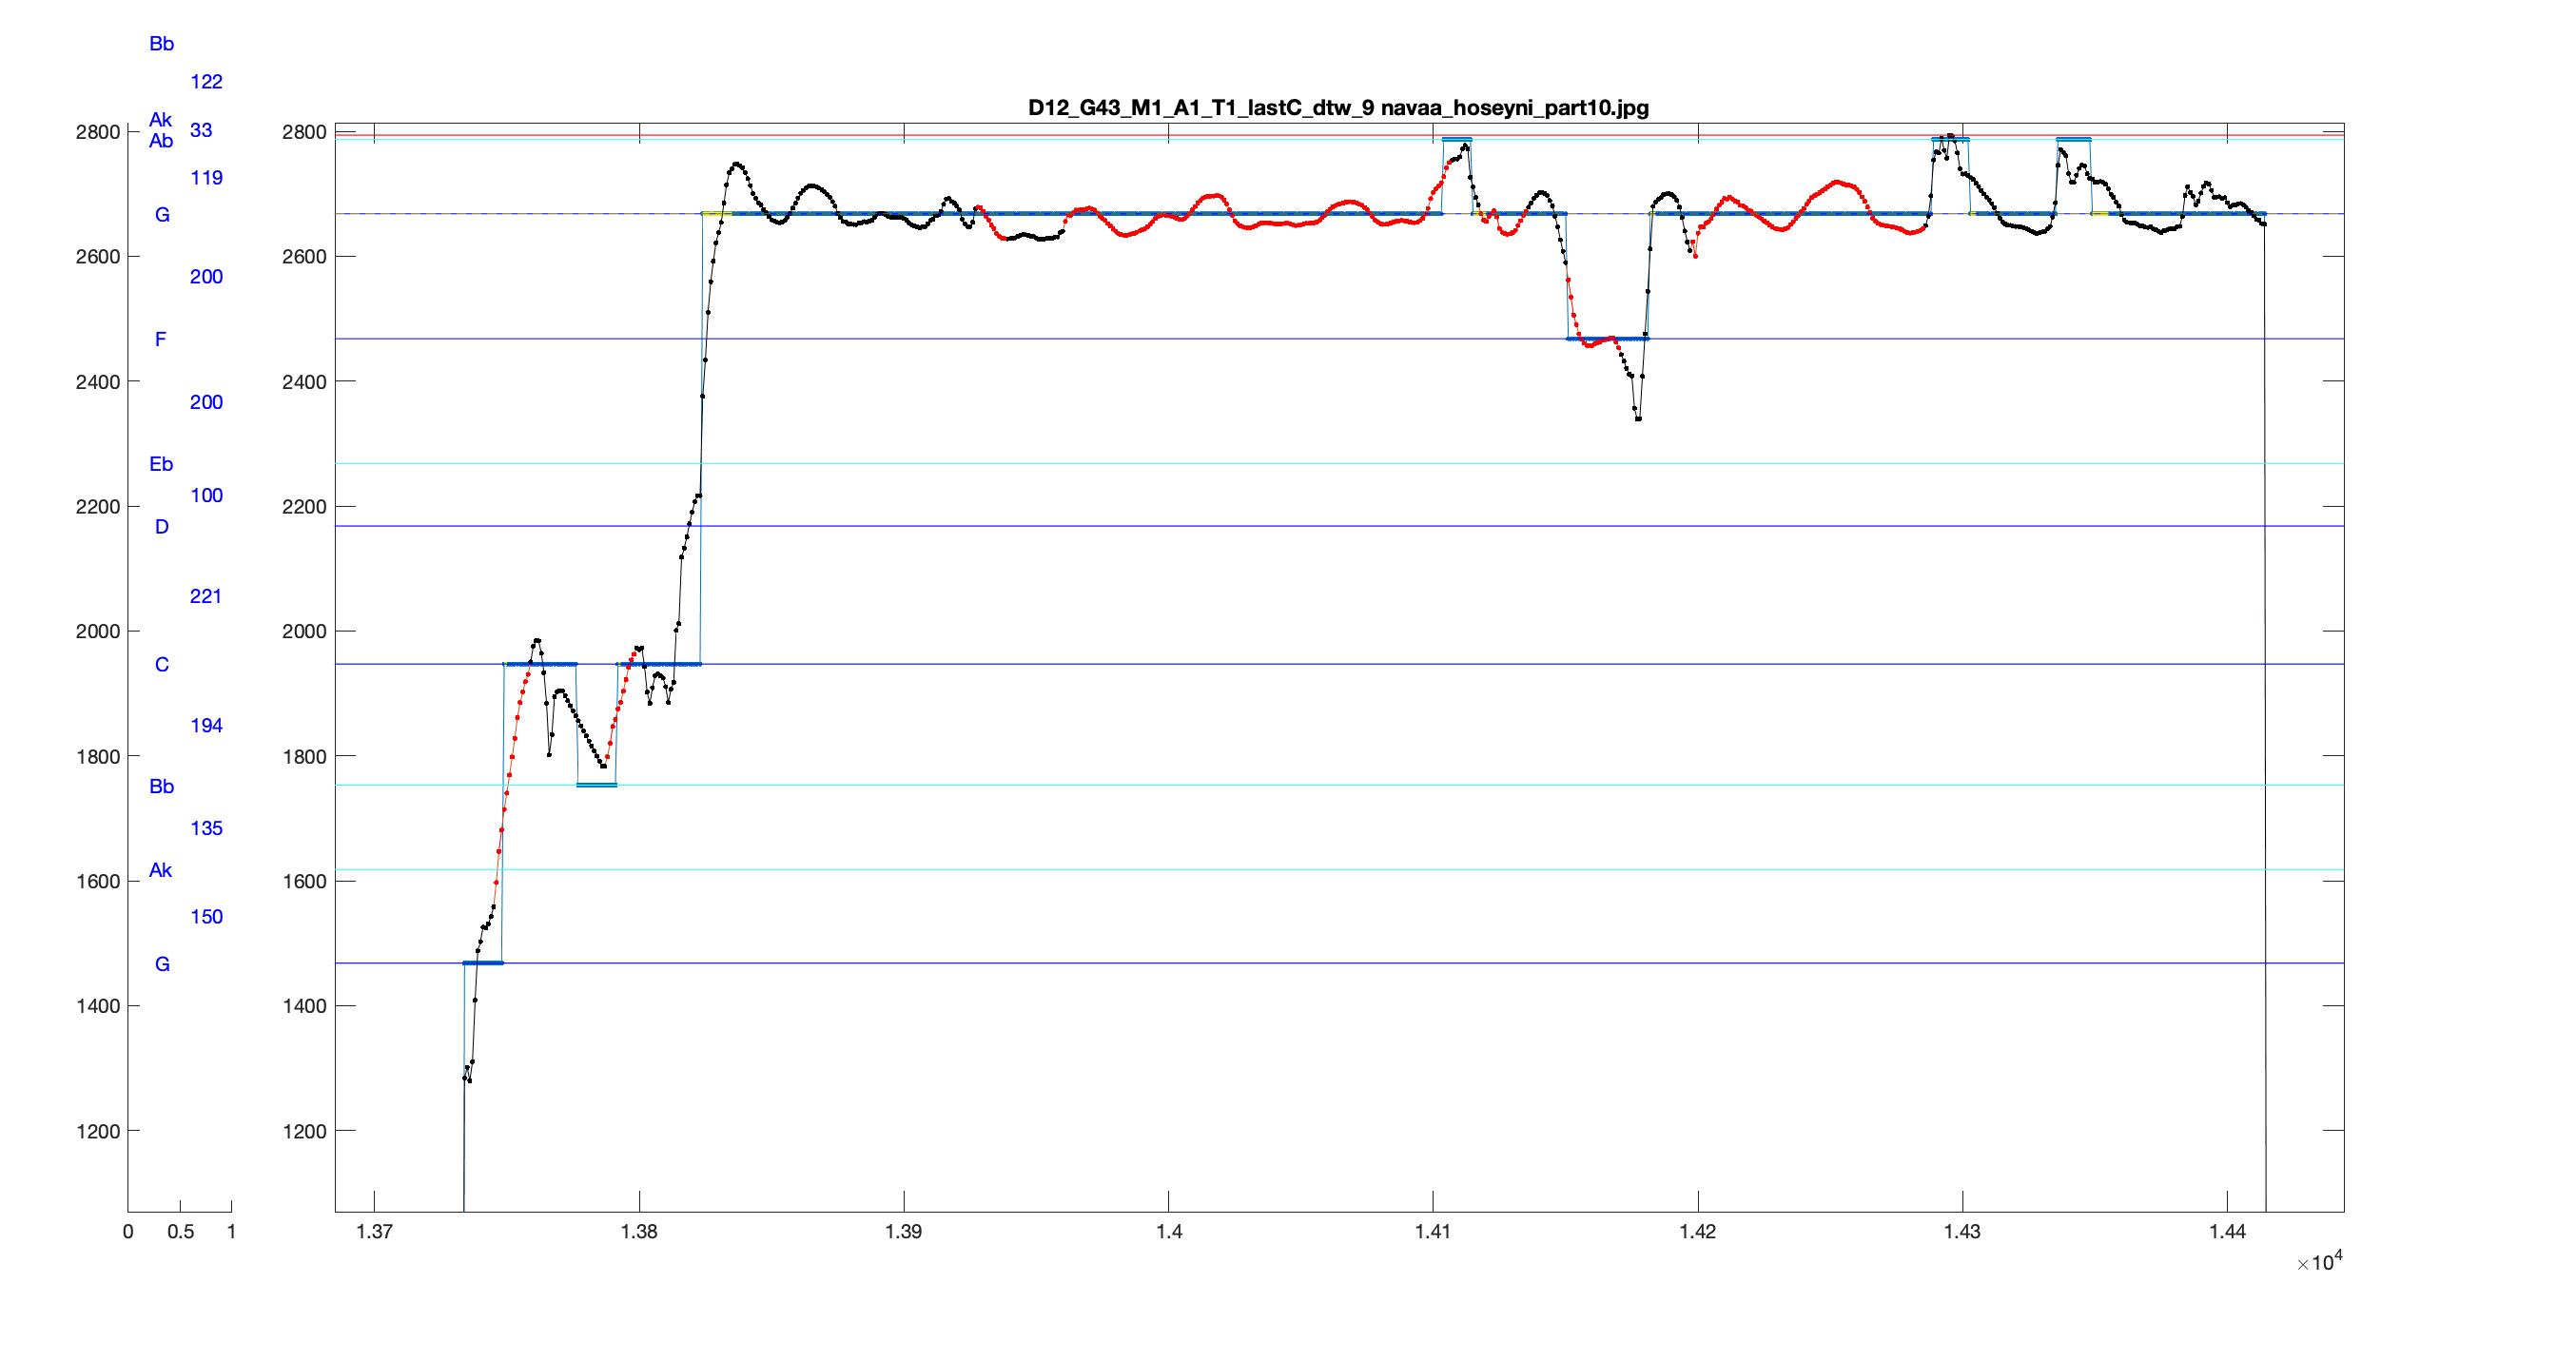 Bb
122
D12_G43_M1_A1_T1_lastC_dtw_9 navaa_hoseyni_part10.jpg
Ak
33
2800
2800
Ab
119
G
200
2600
2600
F
2400
2400
200
Eb
100
2200
2200
D
221
2000
2000
C
194
1800
1800
Bb
135
Ak
1600
1600
150
G
1400
1400
1200
1200
0 0.5 1 1.37 1.38 1.39 1.4 1.41 1.42 1.43 1.44
×10⁴